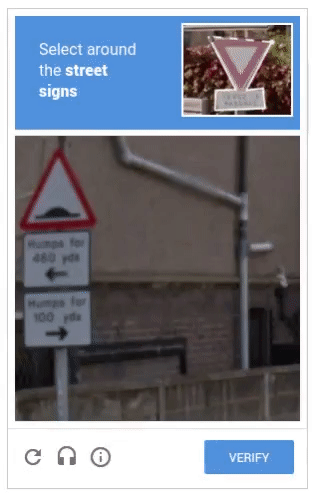 Select around
the street
signs
Humps for
460 yds
Humps for
100 yds
VERIFY